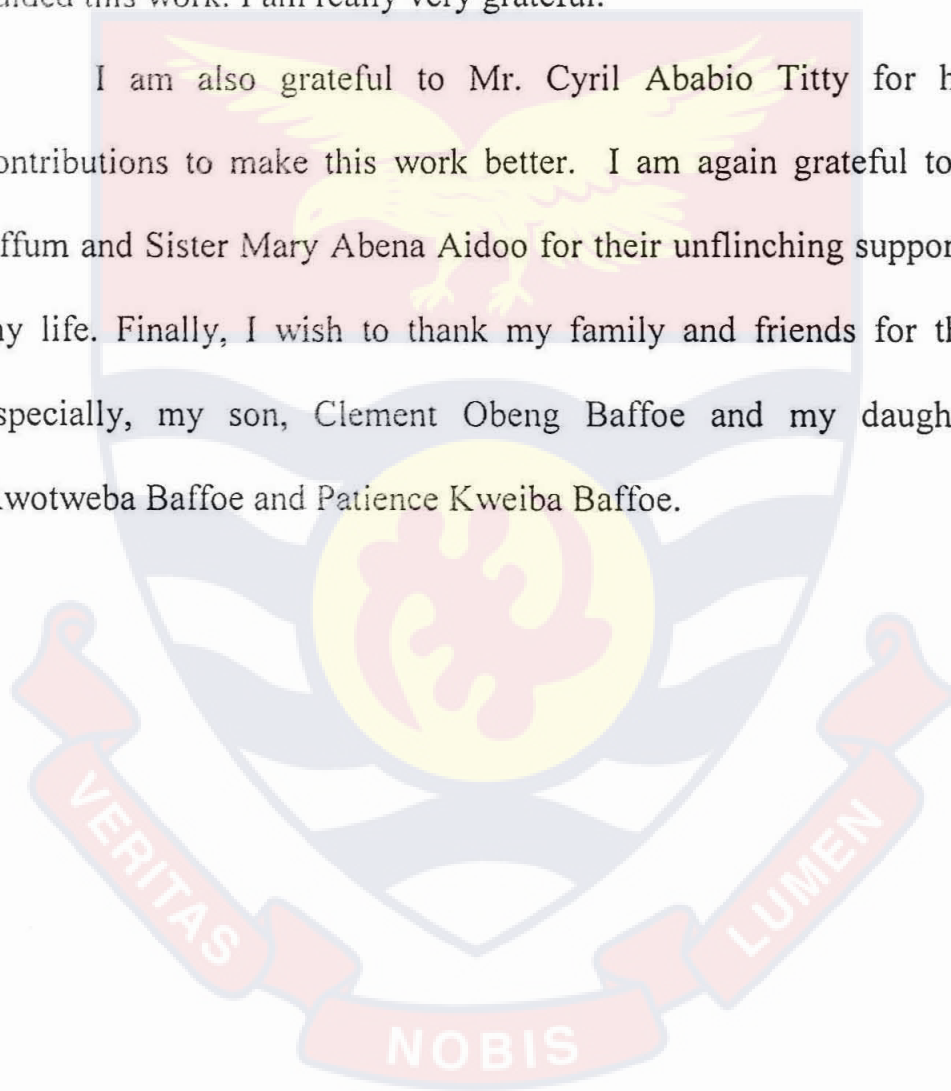 this work. I am really very grateful.
I am also grateful to Mr. Cyril Ababio Titty for h
ontributions to make this work better. I am again grateful to
ffum and Sister Mary Abena Aidoo for their unflinching suppor
y life. Finally, I wish to thank my family and friends for th
specially, my son, Clement Obeng Baffoe and my daugh
wotweba Baffoe and Patience Kweiba Baffoe.
VERITAS
NOBIS
LUMEN